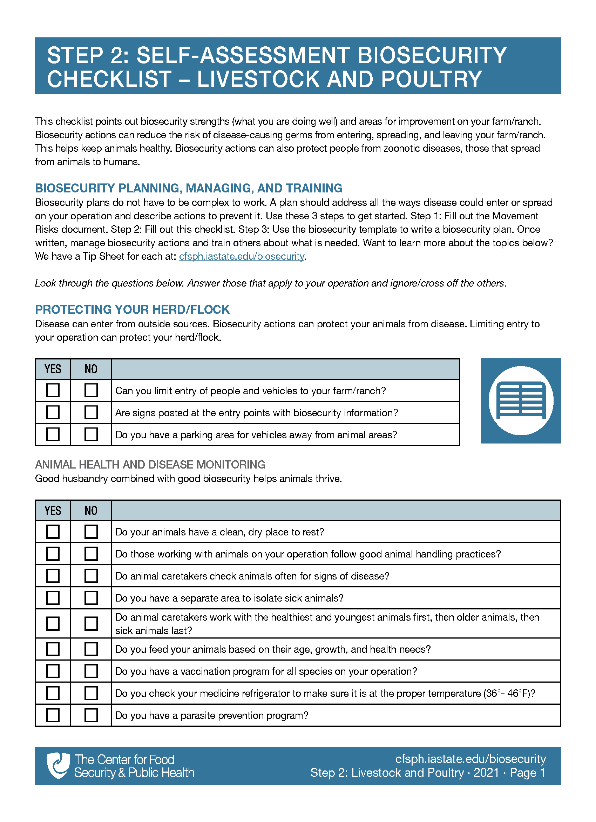 STEP 2: SELF-ASSESSMENT BIOSECURITY
CHECKLIST – LIVESTOCK AND POULTRY
This checklist points out biosecurity strengths (what you are doing well) and areas for improvement on your farm/ranch.
Biosecurity actions can reduce the risk of disease-causing germs from entering, spreading, and leaving your farm/ranch.
This helps keep animals healthy. Biosecurity actions can also protect people from zoonotic diseases, those that spread
from animals to humans.
BIOSECURITY PLANNING, MANAGING, AND TRAINING
Biosecurity plans do not have to be complex to work. A plan should address all the ways disease could enter or spread
on your operation and describe actions to prevent it. Use these 3 steps to get started. Step 1: Fill out the Movement
Risks document. Step 2: Fill out this checklist. Step 3: Use the biosecurity template to write a biosecurity plan. Once
written, manage biosecurity actions and train others about what is needed. Want to learn more about the topics below?
We have a Tip Sheet for each at: cfsph.iastate.edu/biosecurity.
Look through the questions below. Answer those that apply to your operation and ignore/cross off the others.
PROTECTING YOUR HERD/FLOCK
Disease can enter from outside sources. Biosecurity actions can protect your animals from disease. Limiting entry to
your operation can protect your herd/flock.
YES NO
Can you limit entry of people and vehicles to your farm/ranch?
Are signs posted at the entry points with biosecurity information?
Do you have a parking area for vehicles away from animal areas?
ANIMAL HEALTH AND DISEASE MONITORING
Good husbandry combined with good biosecurity helps animals thrive.
YES NO
Do your animals have a clean, dry place to rest?
Do those working with animals on your operation follow good animal handling practices?
Do animal caretakers check animals often for signs of disease?
Do you have a separate area to isolate sick animals?
Do animal caretakers work with the healthiest and youngest animals first, then older animals, then
sick animals last?
Do you feed your animals based on their age, growth, and health needs?
Do you have a vaccination program for all species on your operation?
Do you check your medicine refrigerator to make sure it is at the proper temperature (36°- 46°F)?
Do you have a parasite prevention program?
The Center for Food
Security & Public Health
cfsph.iastate.edu/biosecurity
Step 2: Livestock and Poultry · 2021 · Page 1